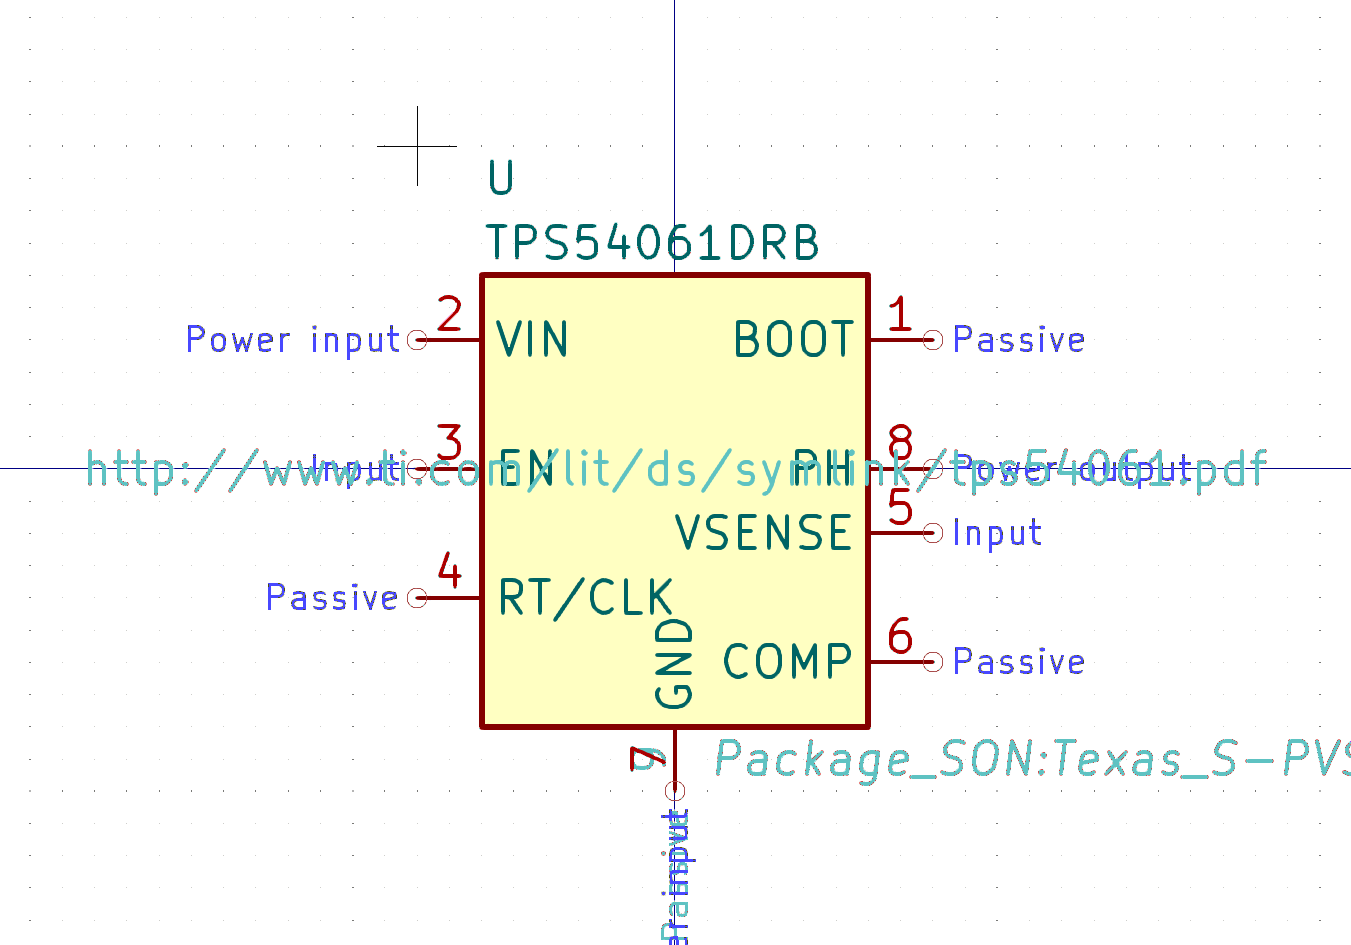 U
TPS54061DRB
Power input 2 VIN BOOT 1 Passive
Input 3 EN PH 8 Power output
http://www.ti.com/lit/ds/symlink/tps54061.pdf
VSENSE 5 Input
Passive 4 RT/CLK
GND
COMP 6 Passive
7
9
Package_SON:Texas_S-PVS
input
Passive